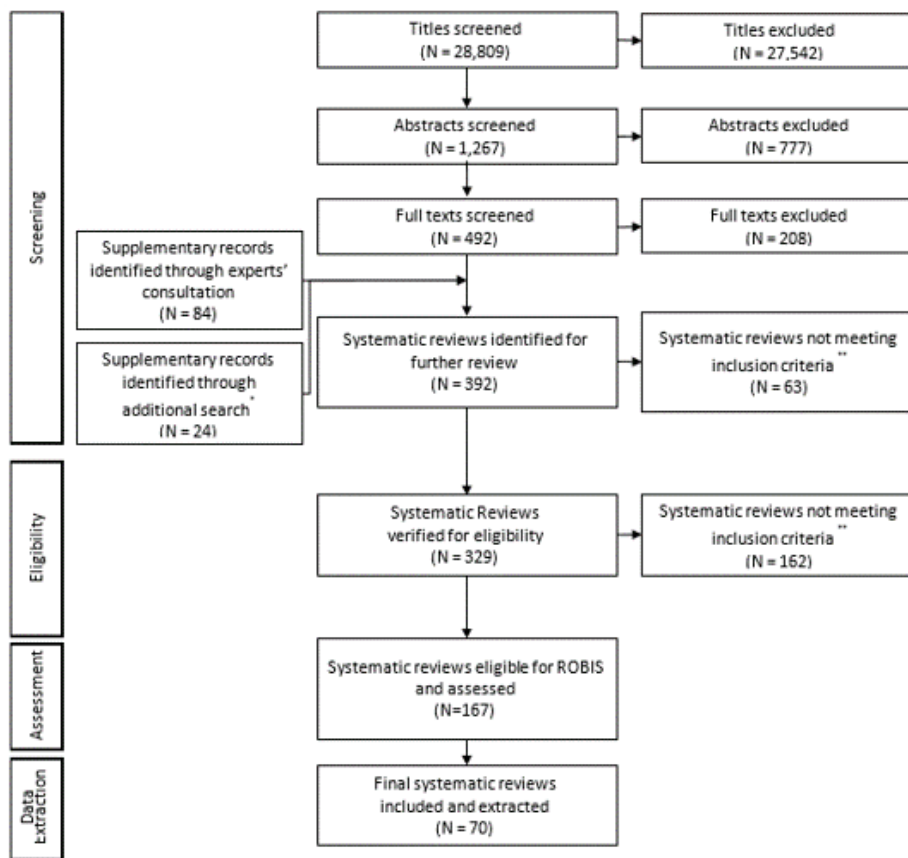 Screening
Titles screened
(N = 28,809)
Titles excluded
(N = 27,542)
Abstracts screened
(N = 1,267)
Abstracts excluded
(N = 777)
Full texts screened
(N = 492)
Full texts excluded
(N = 208)
Supplementary records
identified through experts'
consultation
(N = 84)
Supplementary records
identified through
additional search*
(N = 24)
Systematic reviews identified for
further review
(N = 392)
Systematic reviews not meeting
inclusion criteria**
(N = 63)
Eligibility
Systematic Reviews
verified for eligibility
(N = 329)
Systematic reviews not meeting
inclusion criteria**
(N = 162)
Assessment
Systematic reviews eligible for ROBIS
and assessed
(N=167)
Data
Extraction
Final systematic reviews
included and extracted
(N = 70)